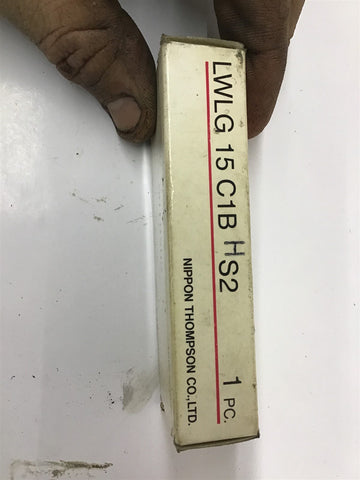 LWLG 15 C1B HS2 1 PC.
NIPPON THOMPSON CO.,LTD.